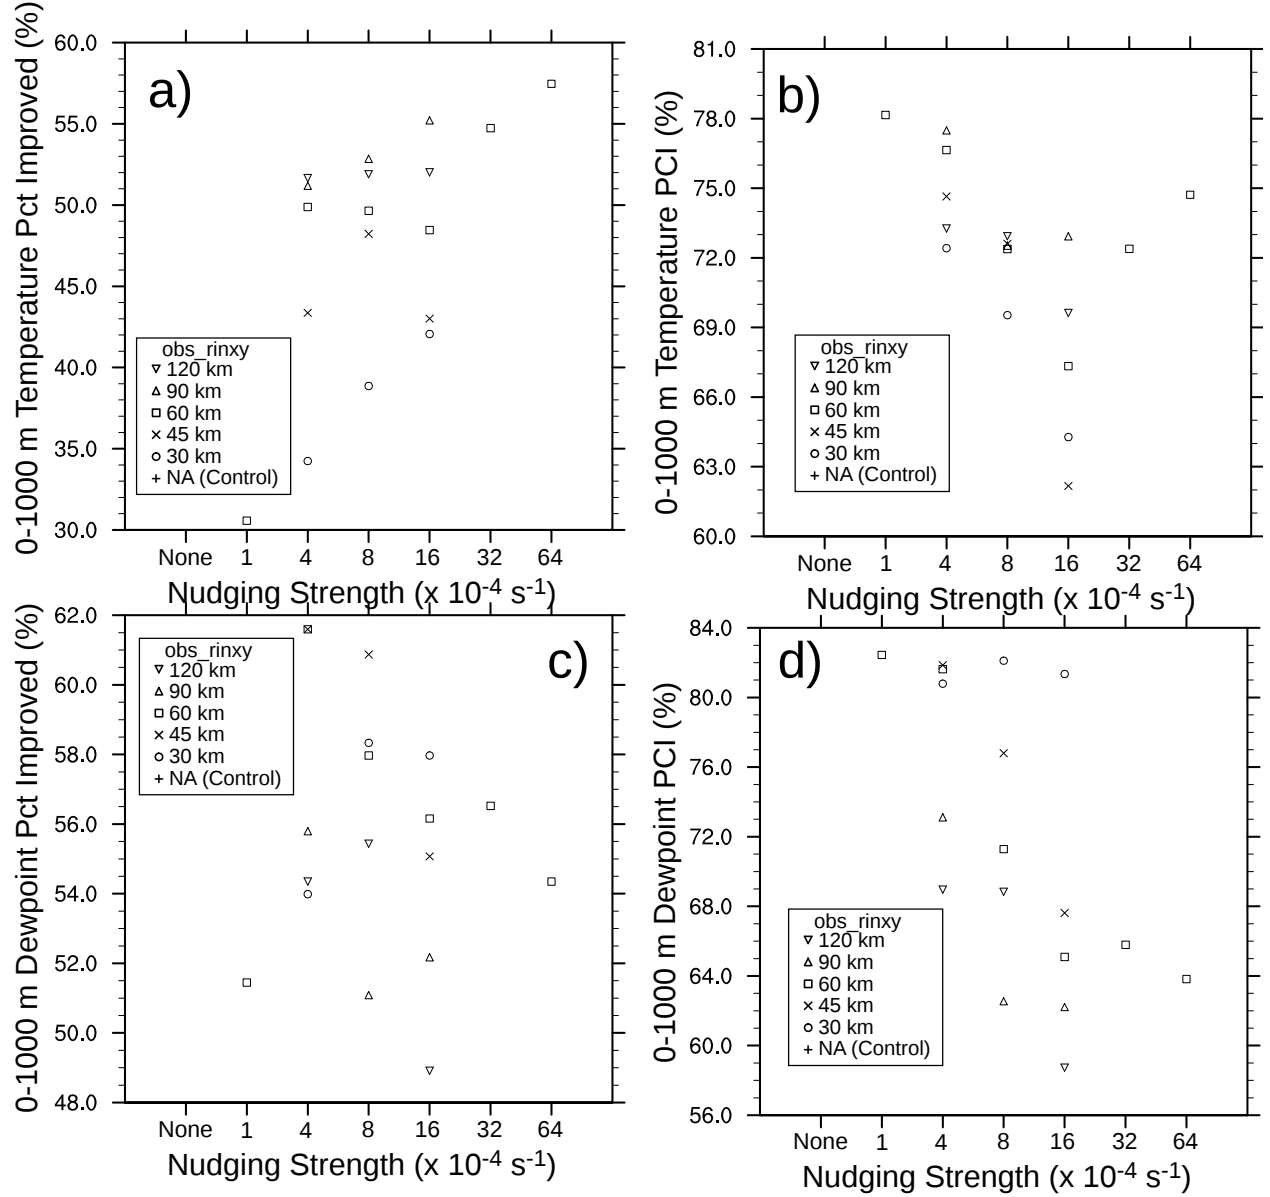 a)
0-1000 m Temperature Pct Improved (%)
60.0
55.0
50.0
45.0
40.0
35.0
30.0
obs_rinxy
120 km
90 km
60 km
45 km
30 km
NA (Control)
None 1 4 8 16 32 64
Nudging Strength (x 10⁻⁴ s⁻¹)
b)
0-1000 m Temperature PCI (%)
81.0
78.0
75.0
72.0
69.0
66.0
63.0
60.0
obs_rinxy
120 km
90 km
60 km
45 km
30 km
NA (Control)
None 1 4 8 16 32 64
Nudging Strength (x 10⁻⁴ s⁻¹)
c)
0-1000 m Dewpoint Pct Improved (%)
62.0
60.0
58.0
56.0
54.0
52.0
50.0
48.0
obs_rinxy
120 km
90 km
60 km
45 km
30 km
NA (Control)
None 1 4 8 16 32 64
Nudging Strength (x 10⁻⁴ s⁻¹)
d)
0-1000 m Dewpoint PCI (%)
84.0
80.0
76.0
72.0
68.0
64.0
60.0
56.0
obs_rinxy
120 km
90 km
60 km
45 km
30 km
NA (Control)
None 1 4 8 16 32 64
Nudging Strength (x 10⁻⁴ s⁻¹)